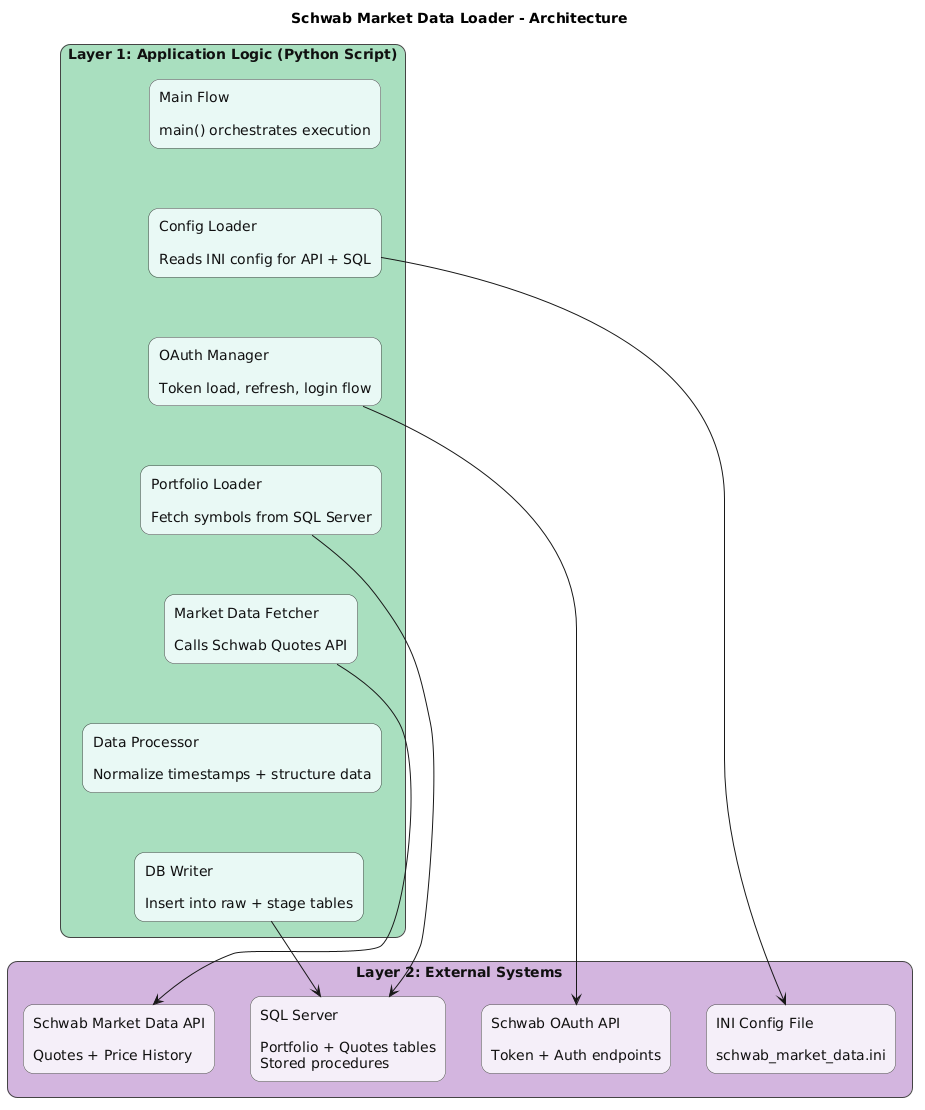 Schwab Market Data Loader - Architecture
Layer 1: Application Logic (Python Script)
Main Flow
main() orchestrates execution
Config Loader
Reads INI config for API + SQL
OAuth Manager
Token load, refresh, login flow
Portfolio Loader
Fetch symbols from SQL Server
Market Data Fetcher
Calls Schwab Quotes API
Data Processor
Normalize timestamps + structure data
DB Writer
Insert into raw + stage tables
Layer 2: External Systems
Schwab Market Data API
Quotes + Price History
SQL Server
Portfolio + Quotes tables
Stored procedures
Schwab OAuth API
Token + Auth endpoints
INI Config File
schwab_market_data.ini